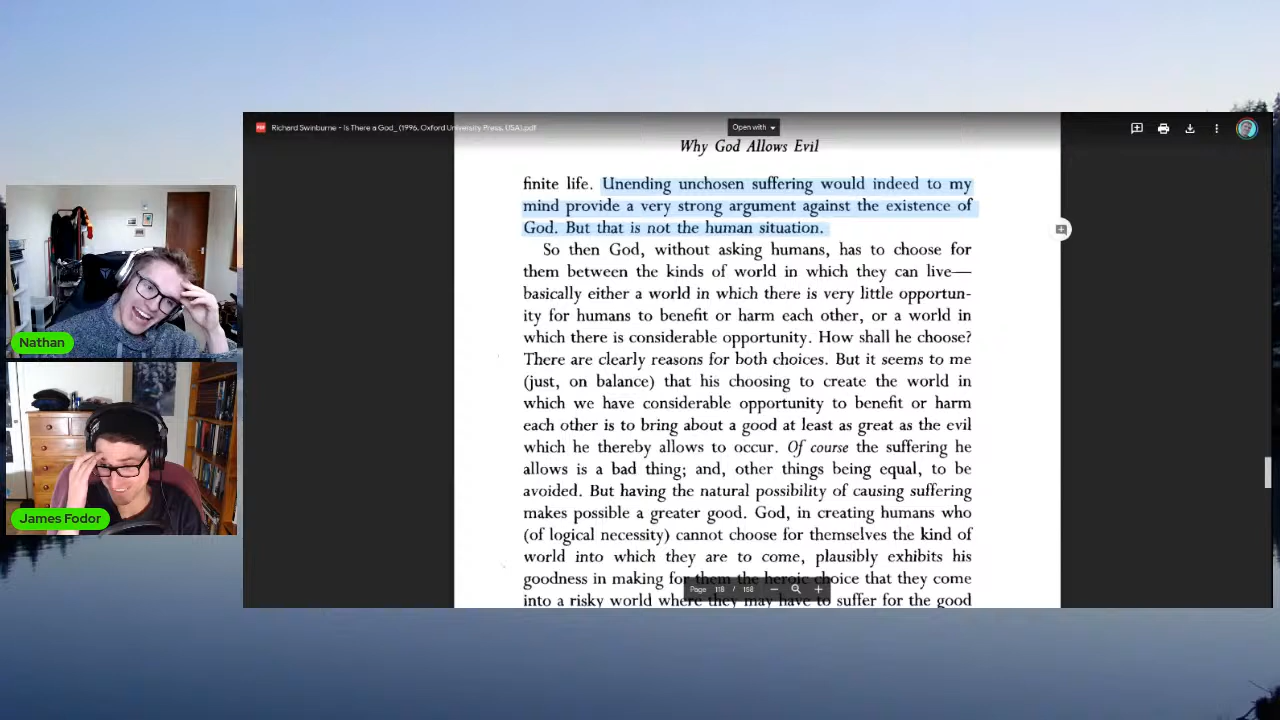 Richard Swinburne - Is There a God_ (1996, Oxford University Press, USA).pdf
Open with
Why God Allows Evil
finite life. Unending unchosen suffering would indeed to my
mind provide a very strong argument against the existence of
God. But that is not the human situation.
So then God, without asking humans, has to choose for
them between the kinds of world in which they can live—
basically either a world in which there is very little opportun-
ity for humans to benefit or harm each other, or a world in
which there is considerable opportunity. How shall he choose?
There are clearly reasons for both choices. But it seems to me
(just, on balance) that his choosing to create the world in
which we have considerable opportunity to benefit or harm
each other is to bring about a good at least as great as the evil
which he thereby allows to occur. Of course the suffering he
allows is a bad thing; and, other things being equal, to be
avoided. But having the natural possibility of causing suffering
makes possible a greater good. God, in creating humans who
(of logical necessity) cannot choose for themselves the kind of
world into which they are to come, plausibly exhibits his
goodness in making for them the heroic choice that they come
into a risky world where they may have to suffer for the good
Page 118 / 158
Nathan
James Fodor